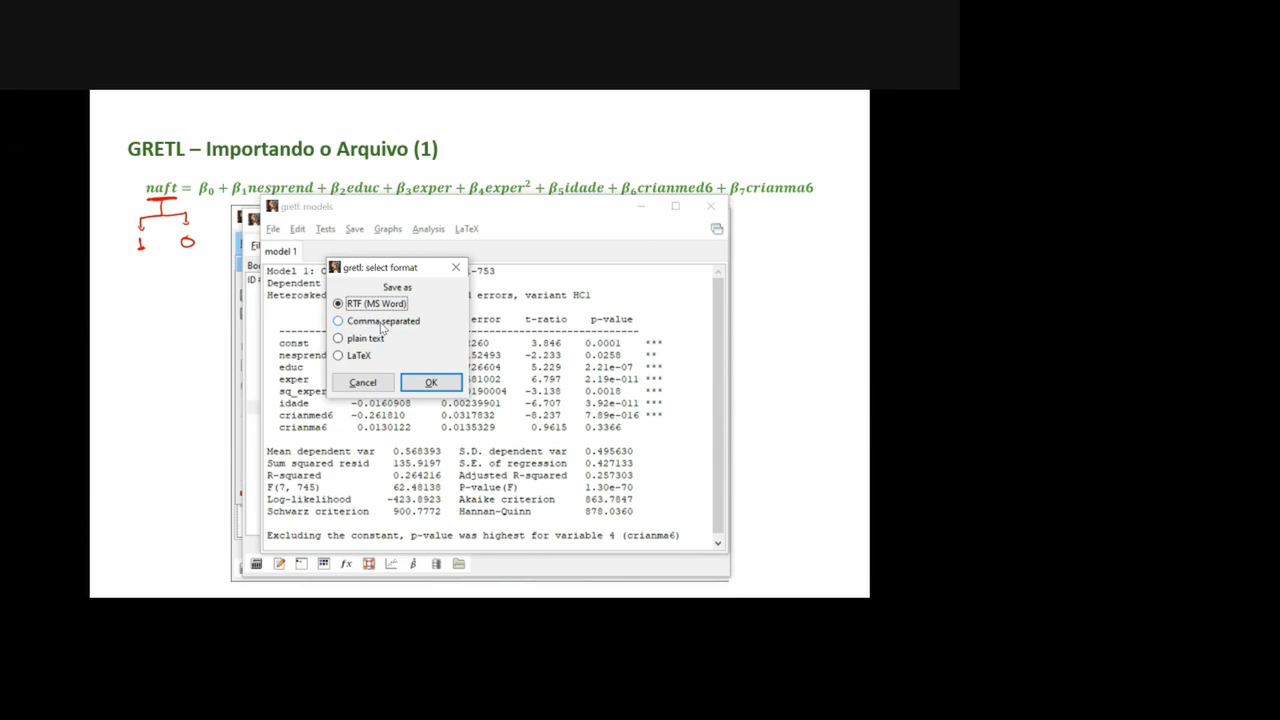 GRETL – Importando o Arquivo (1)
naft = β0 + β1nesprend + β2educ + β3exper + β4exper² + β5idade + β6crianmed6 + β7crianma6
1 0
gretl: models
File Edit Tests Save Graphs Analysis LaTeX
model 1
Model 1: -753
Dependent
Heterosked errors, variant HC1
error t-ratio p-value
const 260 3.846 0.0001 ***
nesprend 52493 -2.233 0.0258 **
educ 26604 5.229 2.21e-07 ***
exper 81002 6.797 2.19e-011 ***
sq_exper 190004 -3.138 0.0018 ***
idade -0.0160908 0.00239901 -6.707 3.92e-011 ***
crianmed6 -0.261810 0.0317832 -8.237 7.89e-016 ***
crianma6 0.0130122 0.0135329 0.9615 0.3366
Mean dependent var 0.568393 S.D. dependent var 0.495630
Sum squared resid 135.9197 S.E. of regression 0.427133
R-squared 0.264216 Adjusted R-squared 0.257303
F(7, 745) 62.48138 P-value(F) 1.30e-70
Log-likelihood -423.8923 Akaike criterion 863.7847
Schwarz criterion 900.7772 Hannan-Quinn 878.0360
Excluding the constant, p-value was highest for variable 4 (crianma6)
gretl: select format
Save as
RTF (MS Word)
Comma separated
plain text
LaTeX
Cancel OK